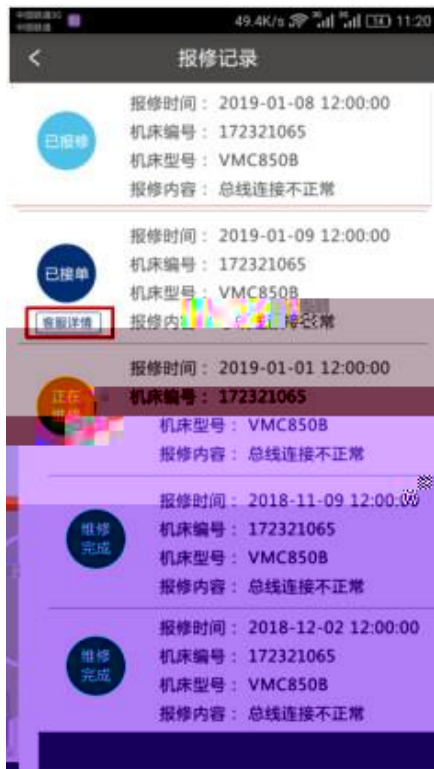 49.4K/s 11:20
报修记录
已报修
报修时间： 2019-01-08 12:00:00
机床编号： 172321065
机床型号： VMC850B
报修内容： 总线连接不正常
已接单
客服详情
报修时间： 2019-01-09 12:00:00
机床编号： 172321065
机床型号： VMC850B
报修内 常
正在
报修时间： 2019-01-01 12:00:00
机床编号： 172321065
机床型号： VMC850B
报修内容： 总线连接不正常
维修
完成
报修时间： 2018-11-09 12:00:00
机床编号： 172321065
机床型号： VMC850B
报修内容： 总线连接不正常
维修
完成
报修时间： 2018-12-02 12:00:00
机床编号： 172321065
机床型号： VMC850B
报修内容： 总线连接不正常